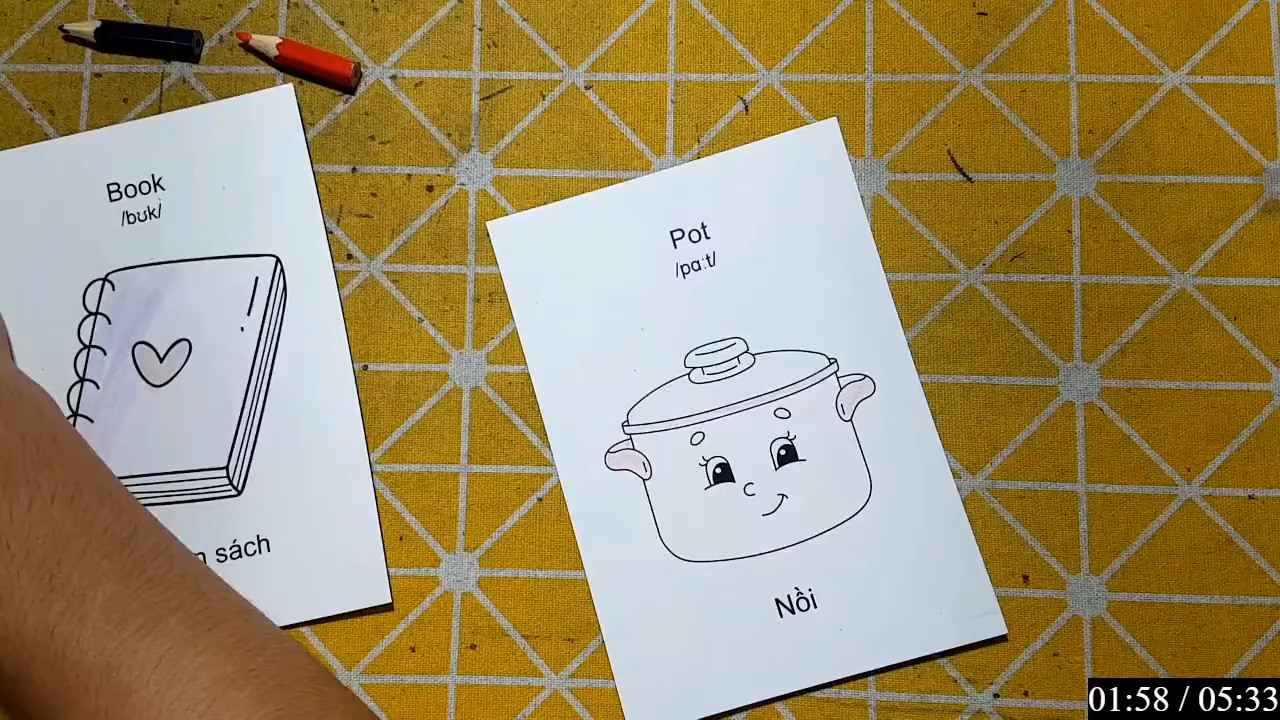 Book
/bʊk/
sách
Pot
/pɑːt/
Nồi
01:58 / 05:33